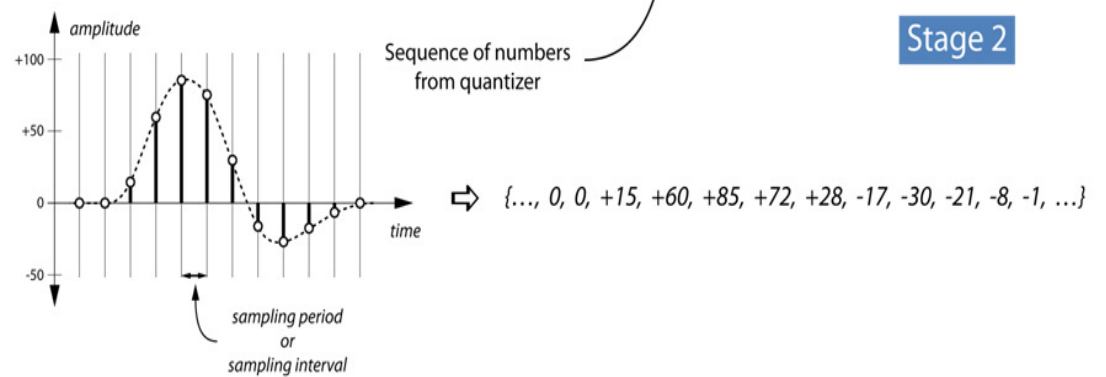 amplitude
+100
+50
0
-50
time
sampling period
or
sampling interval
Sequence of numbers
from quantizer
Stage 2
{..., 0, 0, +15, +60, +85, +72, +28, -17, -30, -21, -8, -1, ...}